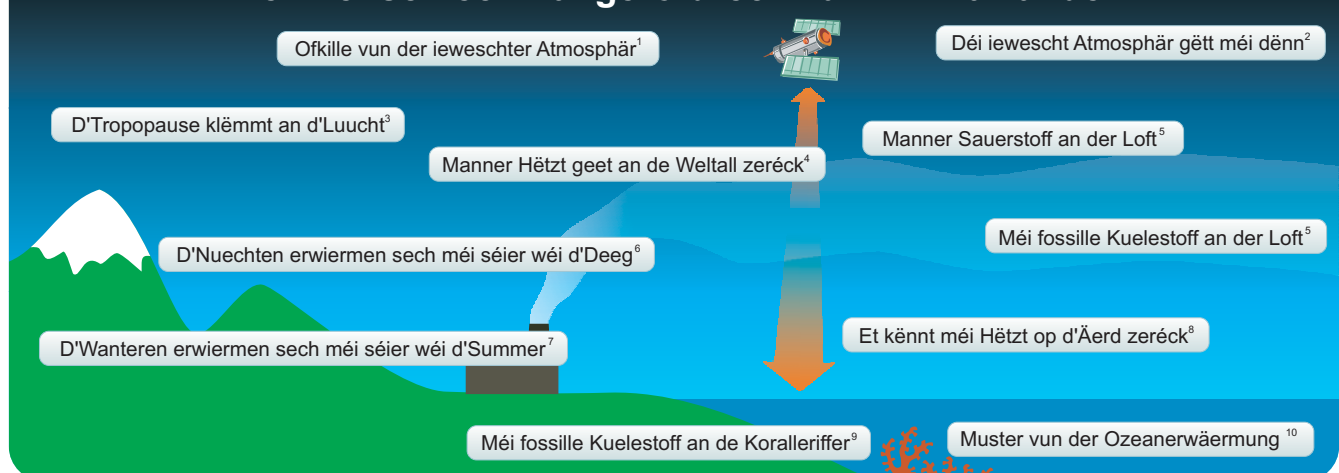 Ofkille vun der ieweschter Atmosphär¹
Déi iewescht Atmosphär gëtt méi dënn²
D'Tropopause klëmmt an d'Luucht³
Manner Sauerstoff an der Loft⁵
Manner Hëtzt geet an de Weltall zeréck⁴
Méi fossille Kuelestoff an der Loft⁵
D'Nuechten erwiermen sech méi séier wéi d'Deeg⁶
Et kënnt méi Hëtzt op d'Äerd zeréck⁸
D'Wanteren erwiermen sech méi séier wéi d'Summer⁷
Méi fossille Kuelestoff an de Koralleriffer⁹
Muster vun der Ozeanerwäermung ¹⁰